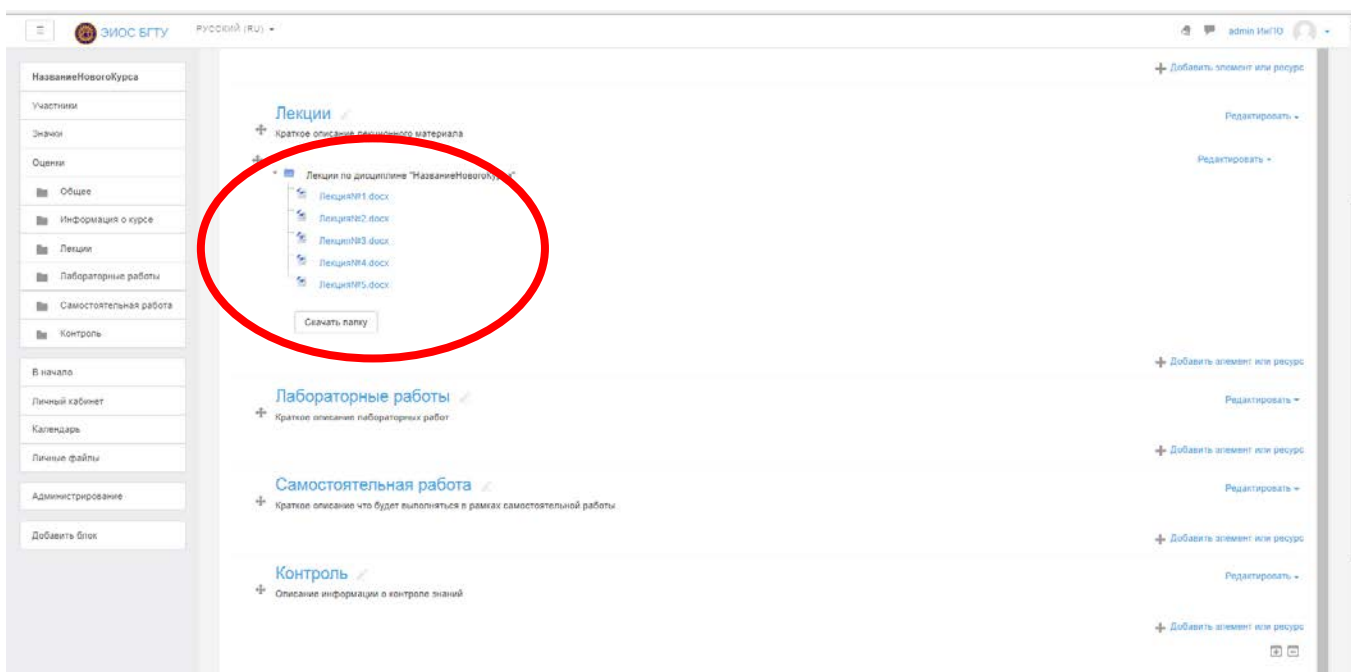 ЭИОС БГТУ
РУССКИЙ (RU)
admin ИиПО
НазваниеНовогоКурса
Участники
Значки
Оценки
Общее
Информация о курсе
Лекции
Лабораторные работы
Самостоятельная работа
Контроль
В начало
Личный кабинет
Календарь
Личные файлы
Администрирование
Добавить блок
Добавить элемент или ресурс
Лекции
Редактировать
Краткое описание лекционного материала
Редактировать
Лекции по дисциплине "НазваниеНовогоКурса"
Лекция№1.docx
Лекция№2.docx
Лекция№3.docx
Лекция№4.docx
Лекция№5.docx
Скачать папку
Добавить элемент или ресурс
Лабораторные работы
Редактировать
Краткое описание лабораторных работ
Добавить элемент или ресурс
Самостоятельная работа
Редактировать
Краткое описание что будет выполняться в рамках самостоятельной работы
Добавить элемент или ресурс
Контроль
Редактировать
Описание информации о контроле знаний
Добавить элемент или ресурс